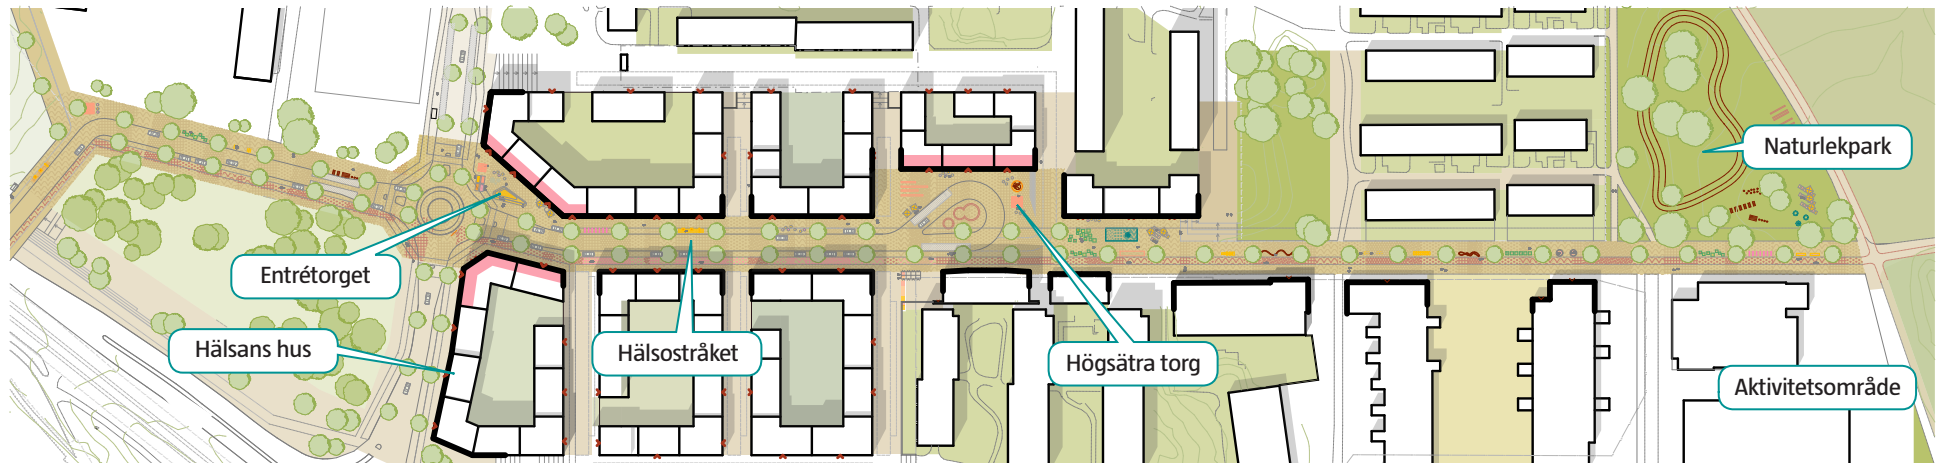 Naturlekpark
Entrétorget
Hälsans hus
Hälsostråket
Högsätra torg
Aktivitetsområde